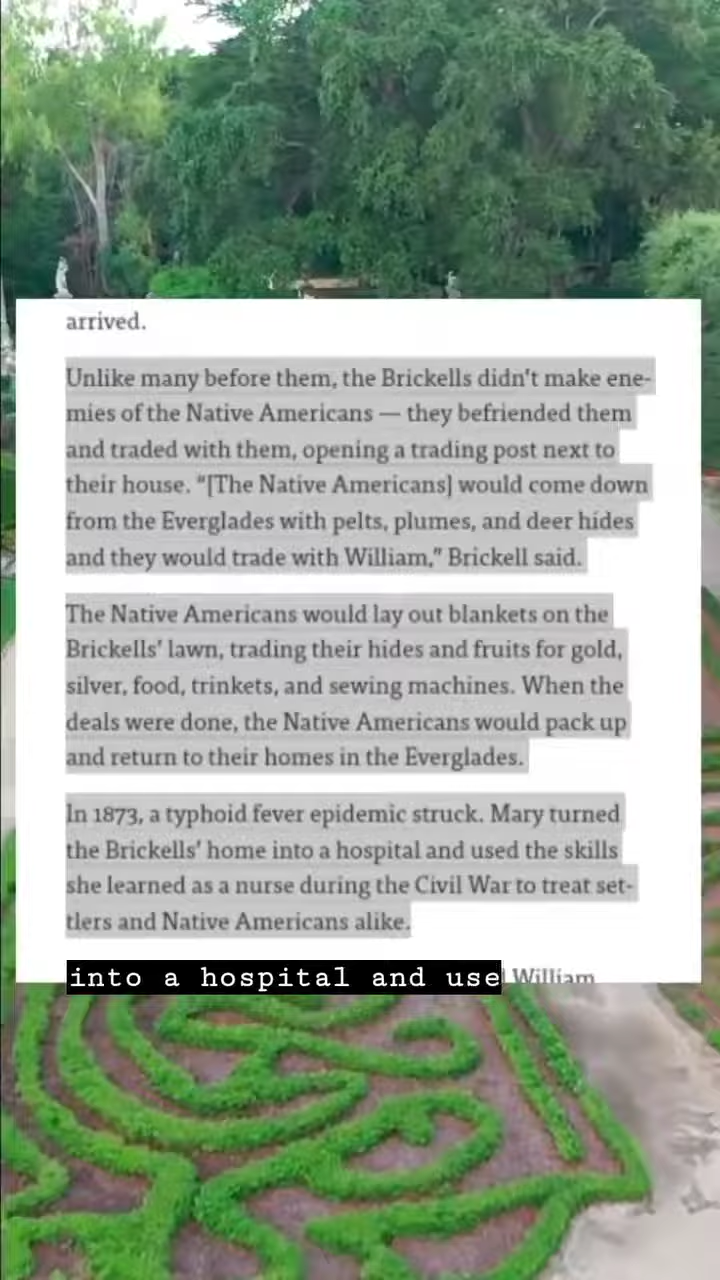 arrived.
Unlike many before them, the Brickells didn't make ene-
mies of the Native Americans — they befriended them
and traded with them, opening a trading post next to
their house. "[The Native Americans] would come down
from the Everglades with pelts, plumes, and deer hides
and they would trade with William," Brickell said.
The Native Americans would lay out blankets on the
Brickells' lawn, trading their hides and fruits for gold,
silver, food, trinkets, and sewing machines. When the
deals were done, the Native Americans would pack up
and return to their homes in the Everglades.
In 1873, a typhoid fever epidemic struck. Mary turned
the Brickells' home into a hospital and used the skills
she learned as a nurse during the Civil War to treat set-
tlers and Native Americans alike.
into a hospital and use
William